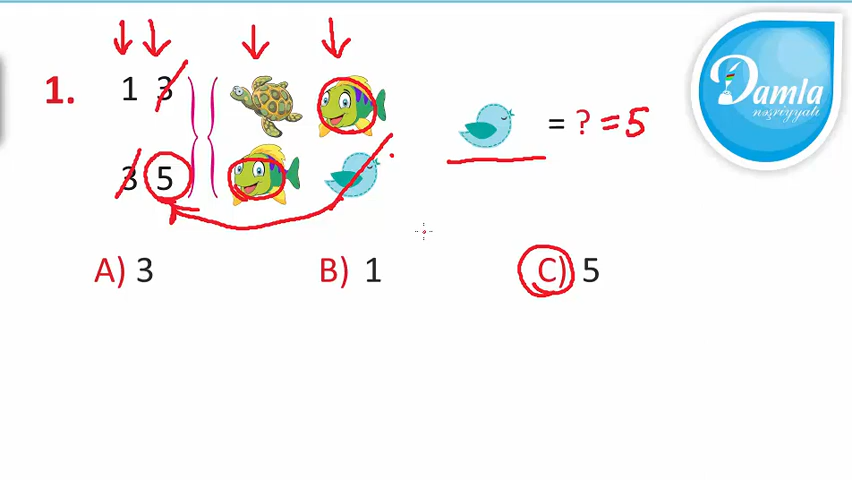 1. 1 3
3 5
= ? = 5
A) 3 B) 1 C) 5
Damla
nəşriyyatı